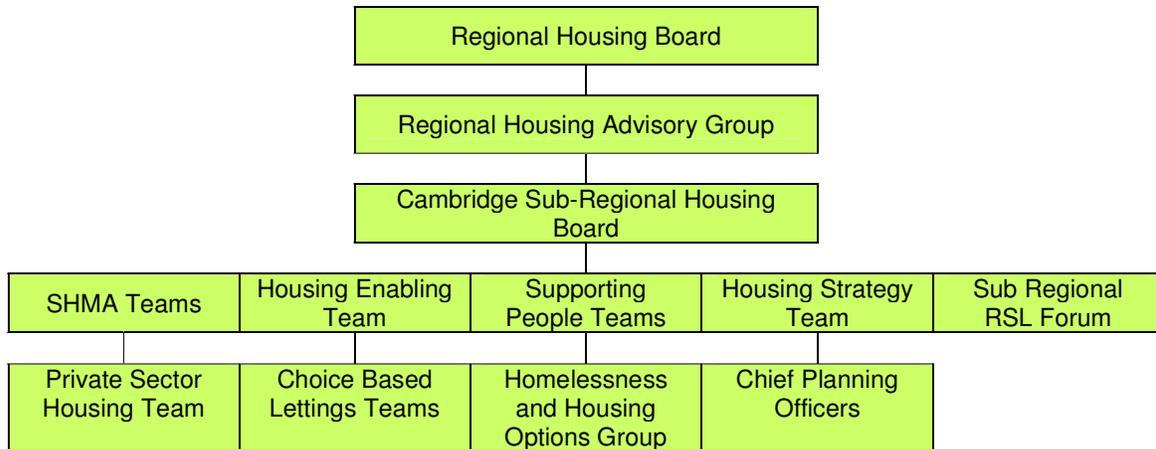 Regional Housing Board
Regional Housing Advisory Group
Cambridge Sub-Regional Housing
Board
SHMA Teams
Housing Enabling
Team
Supporting
People Teams
Housing Strategy
Team
Sub Regional
RSL Forum
Private Sector
Housing Team
Choice Based
Lettings Teams
Homelessness
and Housing
Options Group
Chief Planning
Officers